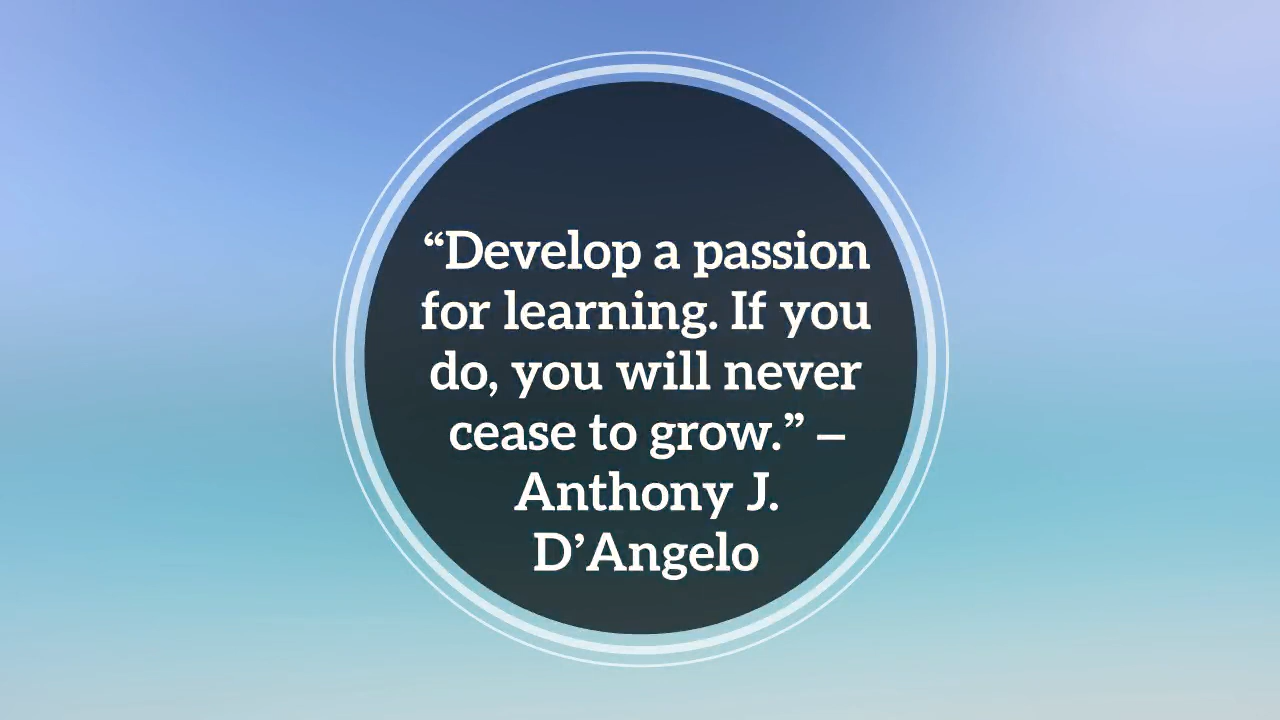 “Develop a passion
for learning. If you
do, you will never
cease to grow.” –
Anthony J.
D’Angelo